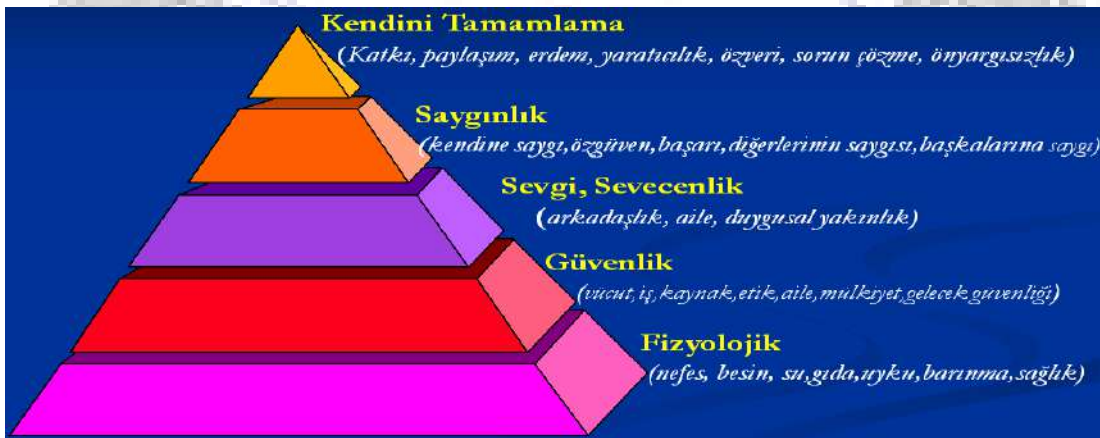 Kendini Tamamlama
(Katkı, paylaşım, erdem, yaratıcılık, özveri, sorun çözme, önyargısızlık)
Saygınlık
(kendine saygı,özgüven,başarı,diğerlerinin saygısı,başkalarına saygı)
Sevgi, Sevecenlik
(arkadaşlık, aile, duygusal yakınlık)
Güvenlik
(vücut,iş,kaynak,etik,aile,mülkiyet,gelecek güvenliği)
Fizyolojik
(nefes, besin, su,gıda,uyku,barınma,sağlık)